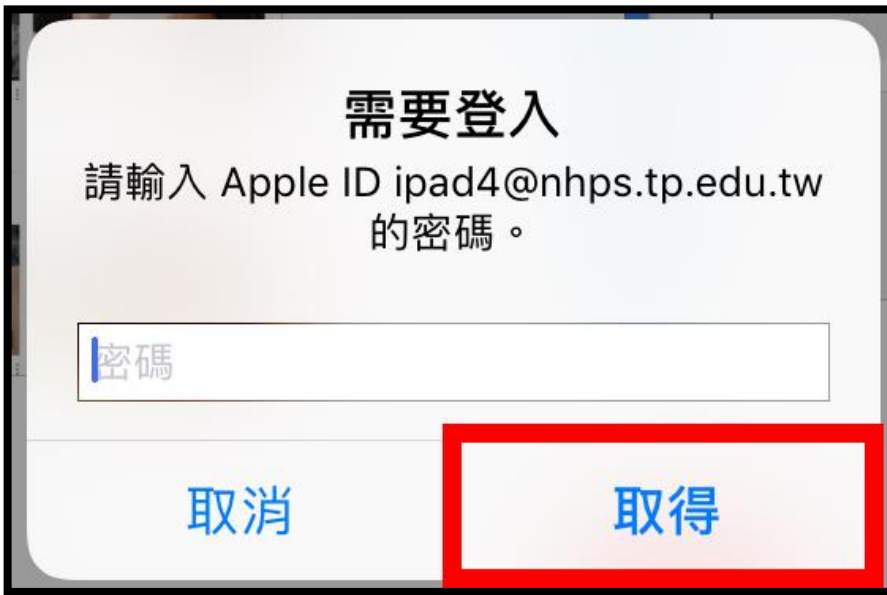 需要登入
請輸入 Apple ID ipad4@nhps.tp.edu.tw
的密碼。
密碼
取消
取得